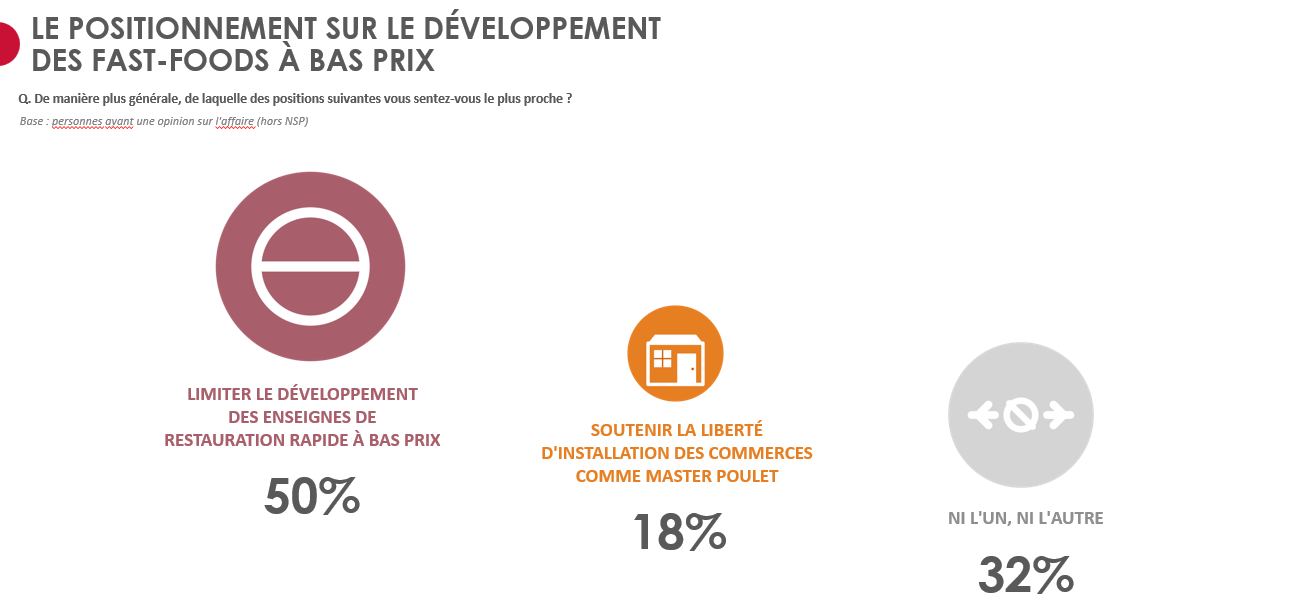 LE POSITIONNEMENT SUR LE DÉVELOPPEMENT
DES FAST-FOODS À BAS PRIX
Q. De manière plus générale, de laquelle des positions suivantes vous sentez-vous le plus proche ?
Base : personnes ayant une opinion sur l'affaire (hors NSP)
LIMITER LE DÉVELOPPEMENT
DES ENSEIGNES DE
RESTAURATION RAPIDE À BAS PRIX
50%
SOUTENIR LA LIBERTÉ
D'INSTALLATION DES COMMERCES
COMME MASTER POULET
18%
NI L'UN, NI L'AUTRE
32%